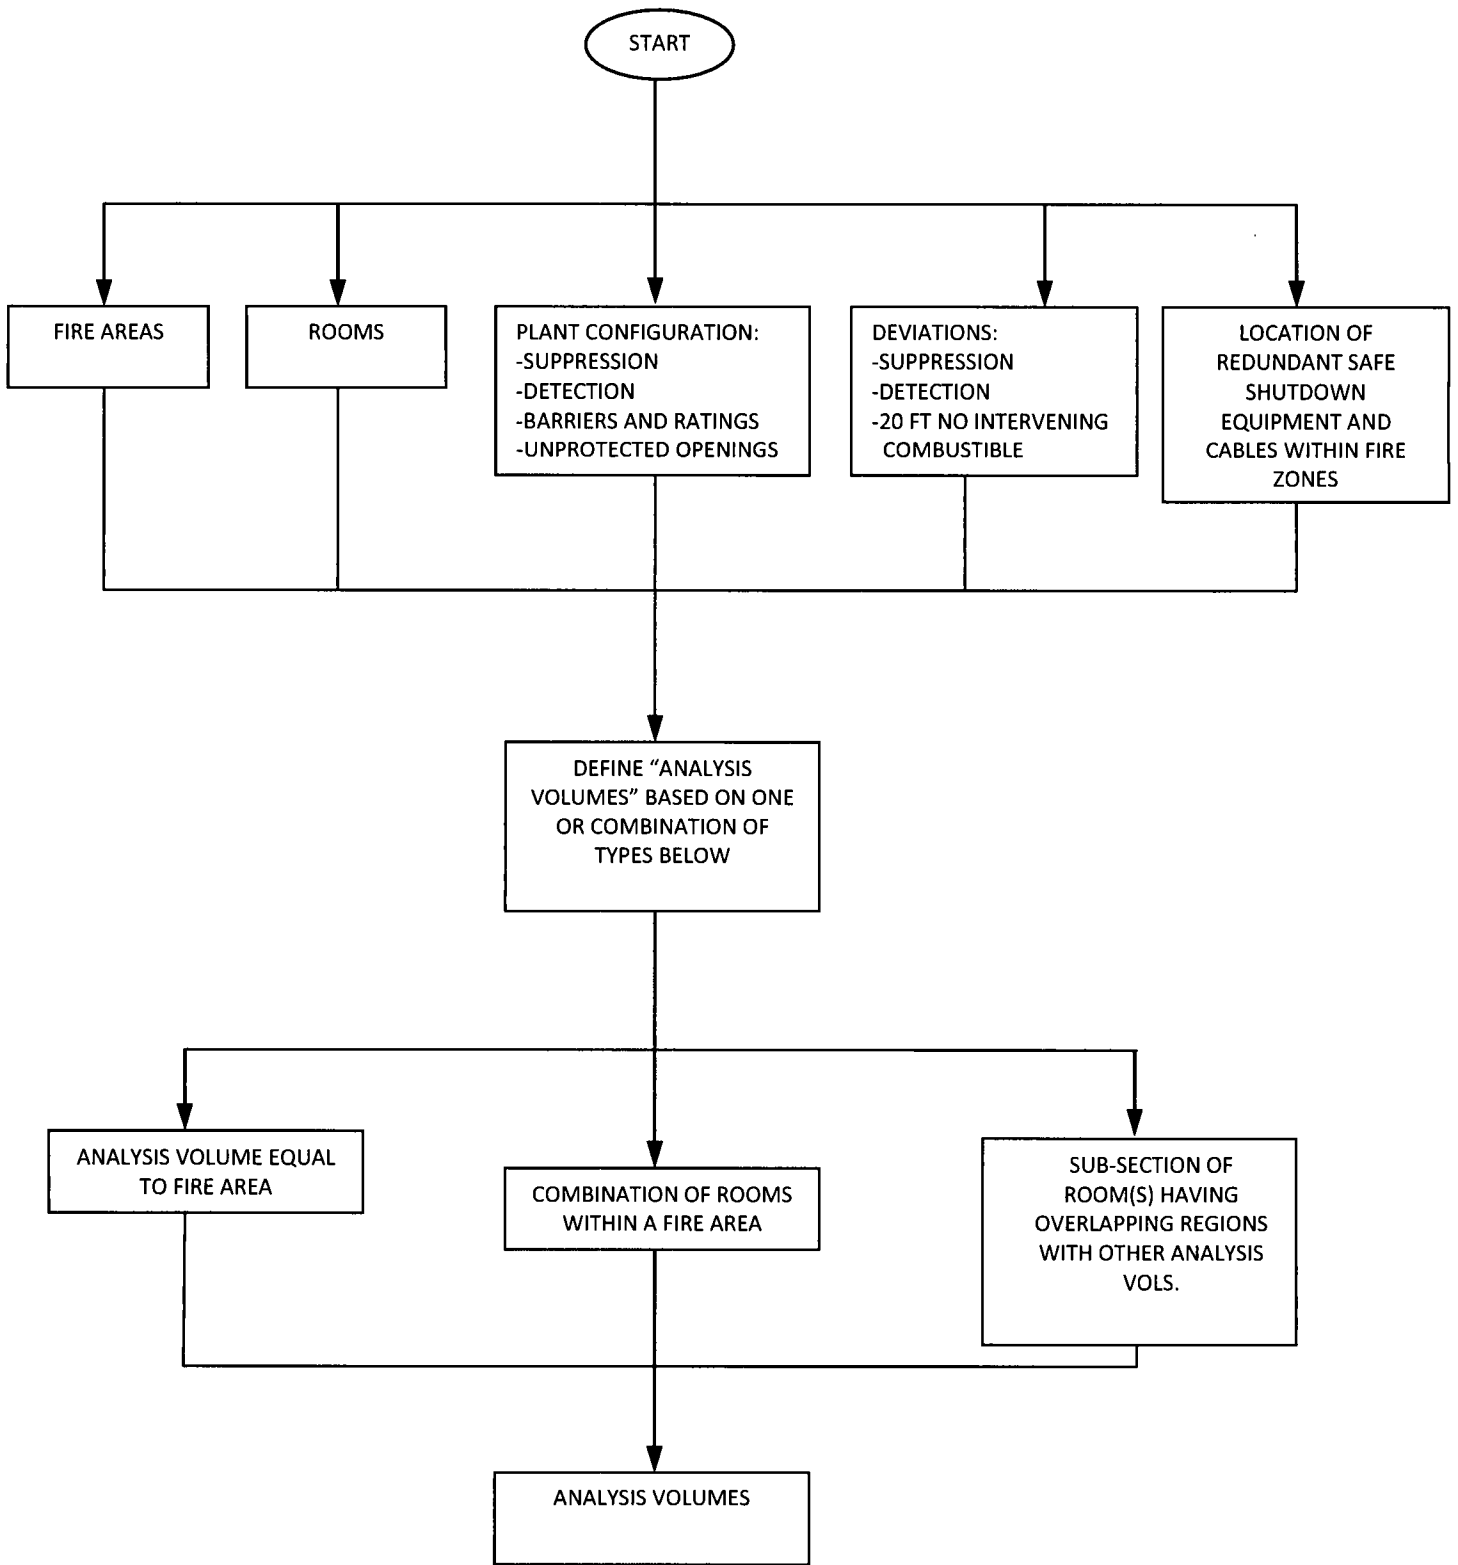 START
FIRE AREAS
ROOMS
PLANT CONFIGURATION:
-SUPPRESSION
-DETECTION
-BARRIERS AND RATINGS
-UNPROTECTED OPENINGS
DEVIATIONS:
-SUPPRESSION
-DETECTION
-20 FT NO INTERVENING
COMBUSTIBLE
LOCATION OF
REDUNDANT SAFE
SHUTDOWN
EQUIPMENT AND
CABLES WITHIN FIRE
ZONES
DEFINE “ANALYSIS
VOLUMES” BASED ON ONE
OR COMBINATION OF
TYPES BELOW
ANALYSIS VOLUME EQUAL
TO FIRE AREA
COMBINATION OF ROOMS
WITHIN A FIRE AREA
SUB-SECTION OF
ROOM(S) HAVING
OVERLAPPING REGIONS
WITH OTHER ANALYSIS
VOLS.
ANALYSIS VOLUMES